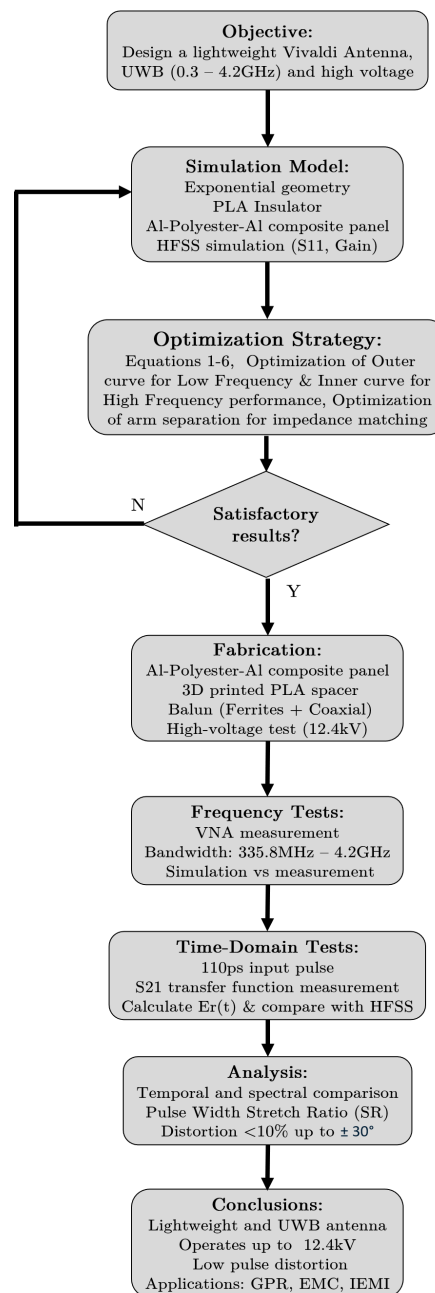 Objective:
Design a lightweight Vivaldi Antenna,
UWB (0.3 – 4.2GHz) and high voltage
Simulation Model:
Exponential geometry
PLA Insulator
Al-Polyester-Al composite panel
HFSS simulation (S11, Gain)
Optimization Strategy:
Equations 1-6, Optimization of Outer
curve for Low Frequency & Inner curve for
High Frequency performance, Optimization
of arm separation for impedance matching
N
Satisfactory
results?
Y
Fabrication:
Al-Polyester-Al composite panel
3D printed PLA spacer
Balun (Ferrites + Coaxial)
High-voltage test (12.4kV)
Frequency Tests:
VNA measurement
Bandwidth: 335.8MHz – 4.2GHz
Simulation vs measurement
Time-Domain Tests:
110ps input pulse
S21 transfer function measurement
Calculate Er(t) & compare with HFSS
Analysis:
Temporal and spectral comparison
Pulse Width Stretch Ratio (SR)
Distortion <10% up to ± 30°
Conclusions:
Lightweight and UWB antenna
Operates up to 12.4kV
Low pulse distortion
Applications: GPR, EMC, IEMI